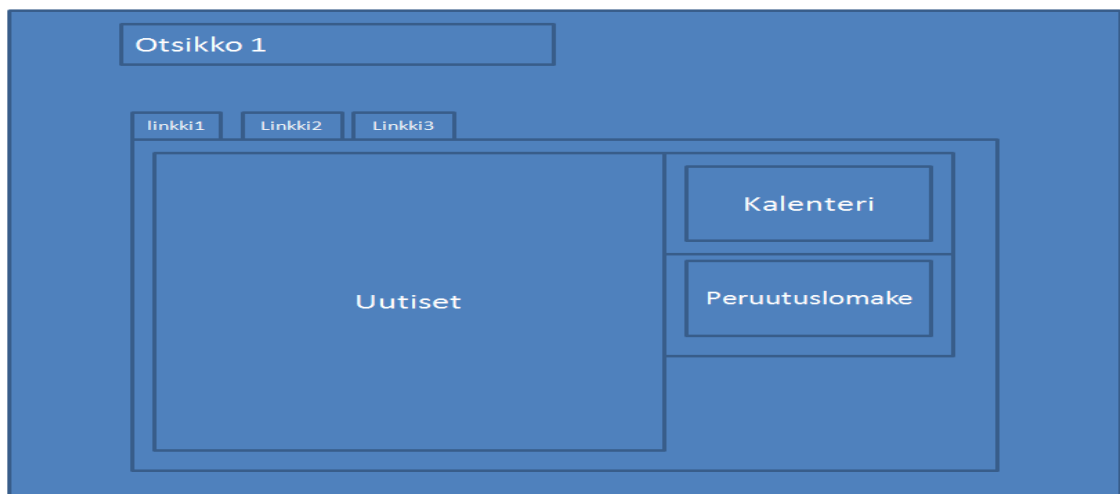 Otsikko 1
linkki1
Linkki2
Linkki3
Uutiset
Kalenteri
Peruutuslomake